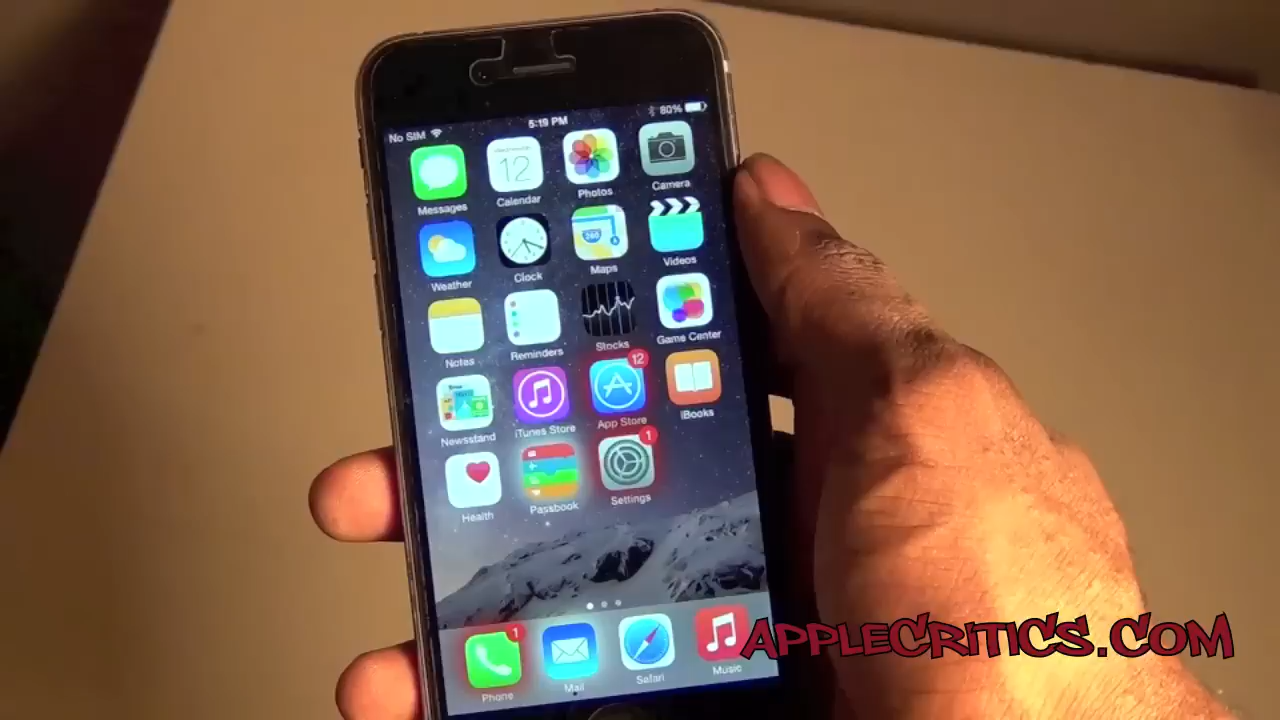 No SIM 5:19 PM 80%
12
Messages Calendar Photos Camera
280
Weather Clock Maps Videos
Notes Reminders Stocks Game Center
12
Newsstand iTunes Store App Store iBooks
1
Health Passbook Settings
1
Phone Mail Safari Music
APPLECRITICS.COM